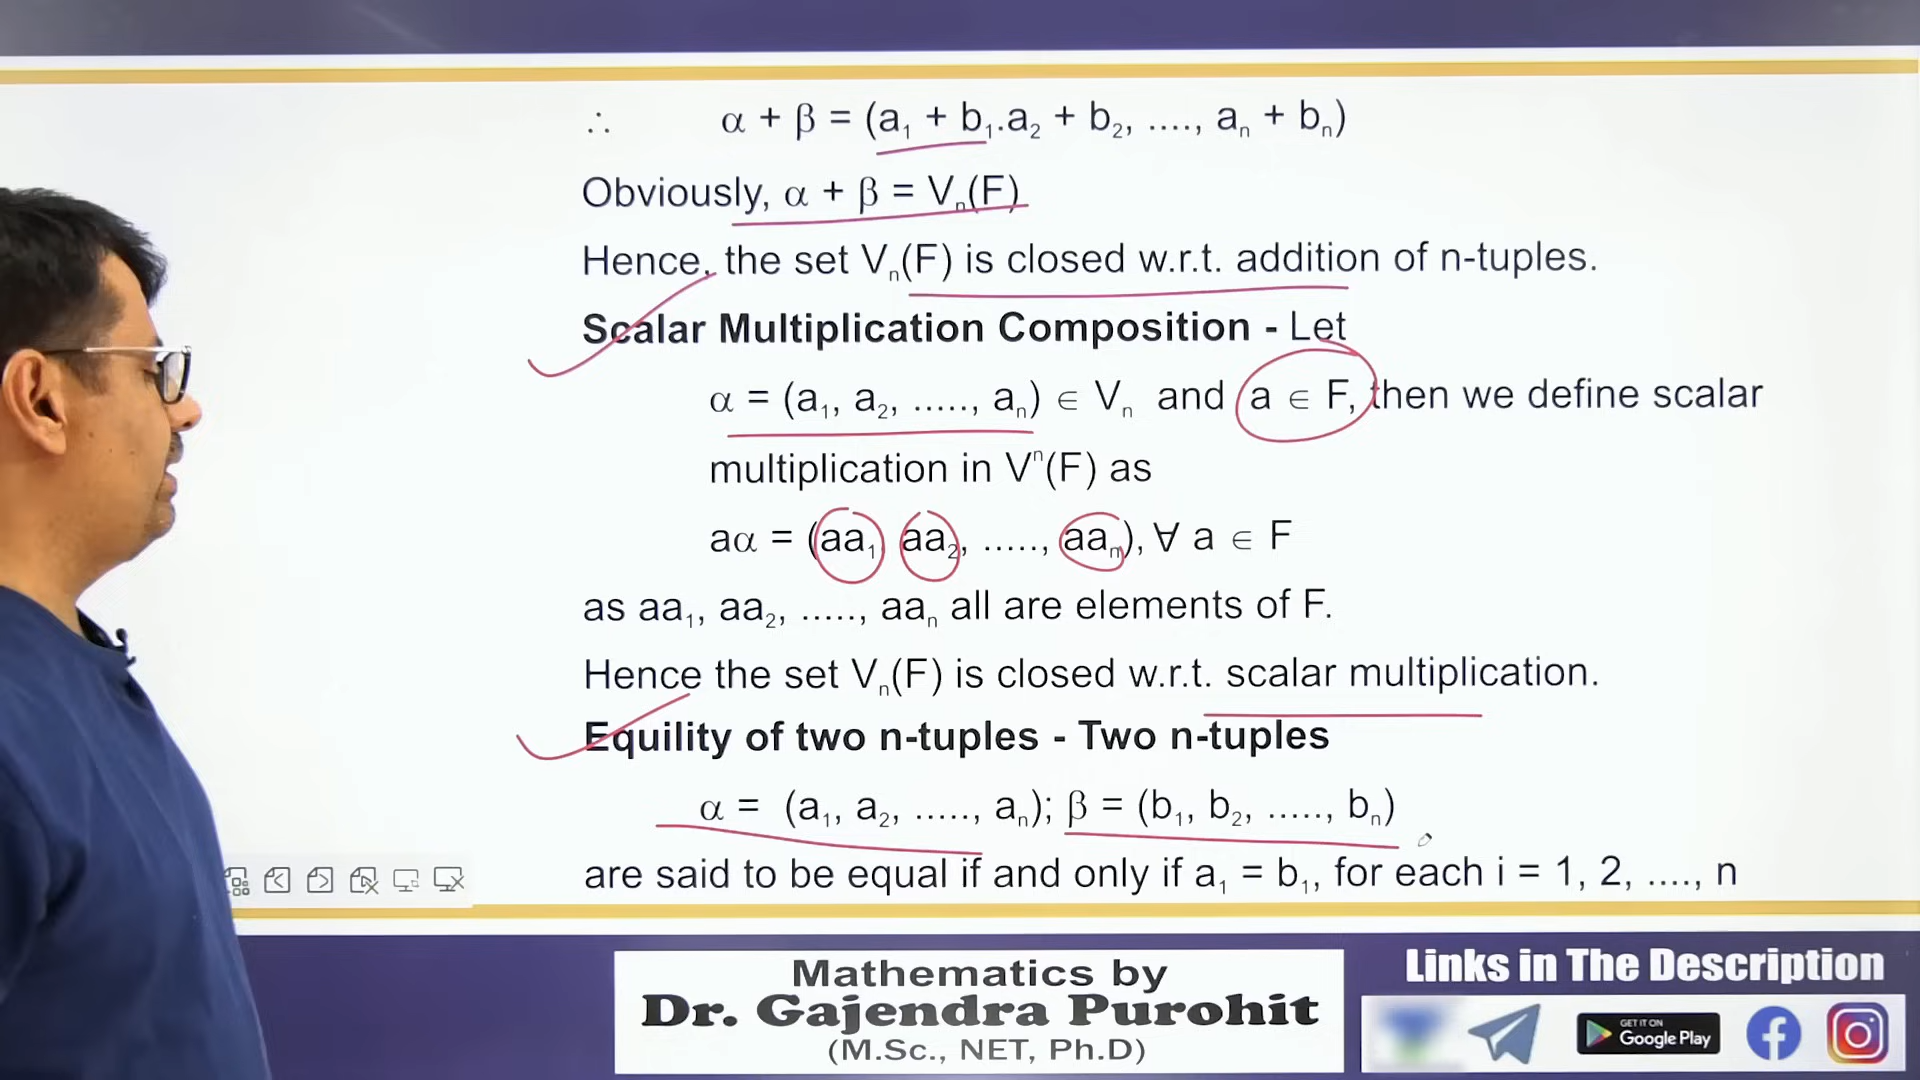 ∴ α + β = (a₁ + b₁.a₂ + b₂, ...., aₙ + bₙ)
Obviously, α + β = Vₙ(F)
Hence, the set Vₙ(F) is closed w.r.t. addition of n-tuples.
Scalar Multiplication Composition - Let
α = (a₁, a₂, ....., aₙ) ∈ Vₙ and a ∈ F, then we define scalar
multiplication in Vⁿ(F) as
aα = (aa₁, aa₂, ....., aaₙ), ∀ a ∈ F
as aa₁, aa₂, ....., aaₙ all are elements of F.
Hence the set Vₙ(F) is closed w.r.t. scalar multiplication.
Equility of two n-tuples - Two n-tuples
α = (a₁, a₂, ....., aₙ); β = (b₁, b₂, ....., bₙ)
are said to be equal if and only if a₁ = b₁, for each i = 1, 2, ...., n
Mathematics by
Dr. Gajendra Purohit
(M.Sc., NET, Ph.D)
Links in The Description
GET IT ON
Google Play